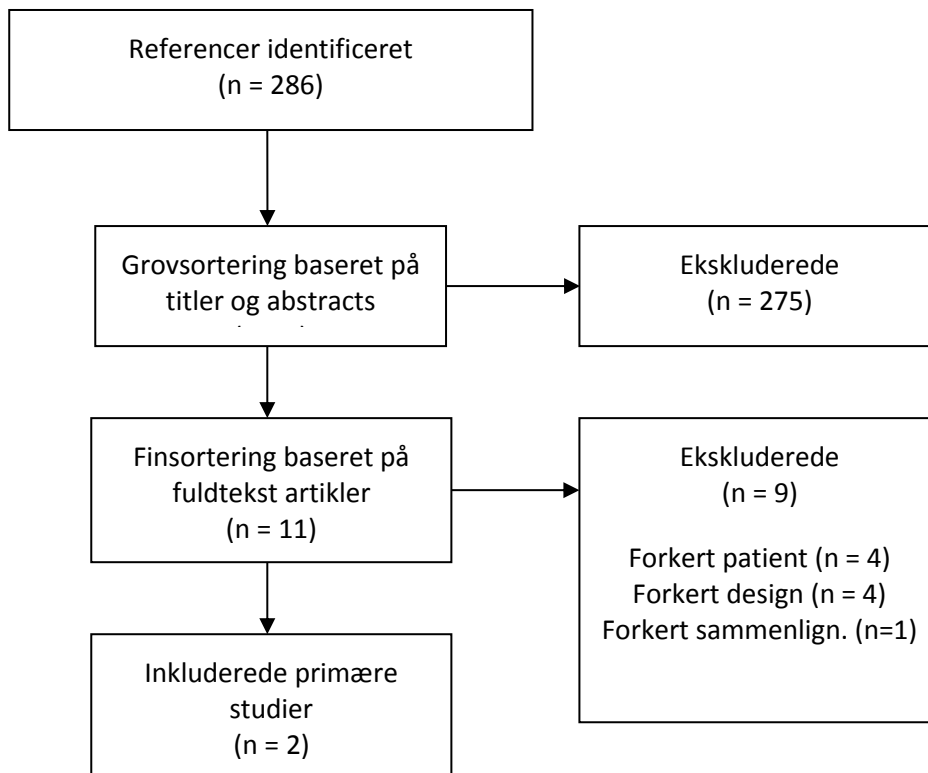 Referencer identificeret
(n = 286)
Grovsortering baseret på
titler og abstracts
Ekskluderede
(n = 275)
Finsortering baseret på
fuldtekst artikler
(n = 11)
Ekskluderede
(n = 9)
Forkert patient (n = 4)
Forkert design (n = 4)
Forkert sammenlign. (n=1)
Inkluderede primære
studier
(n = 2)